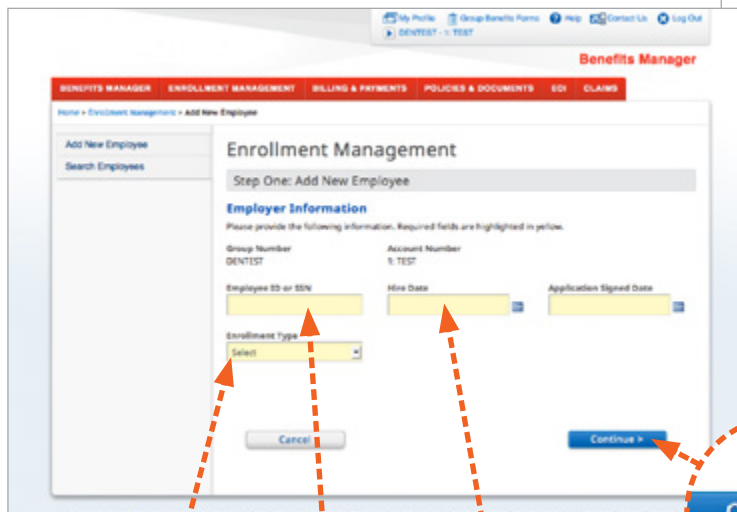 My Profile Group Benefits Forms Help Contact Us Log Out
DENTEST - 1: TEST
Benefits Manager
BENEFITS MANAGER ENROLLMENT MANAGEMENT BILLING & PAYMENTS POLICIES & DOCUMENTS EOI CLAIMS
Home > Enrollment Management > Add New Employee
Add New Employee
Search Employees
Enrollment Management
Step One: Add New Employee
Employer Information
Please provide the following information. Required fields are highlighted in yellow.
Group Number Account Number
DENTEST 1: TEST
Employee ID or SSN Hire Date Application Signed Date
Enrollment Type
Select
Cancel Continue >